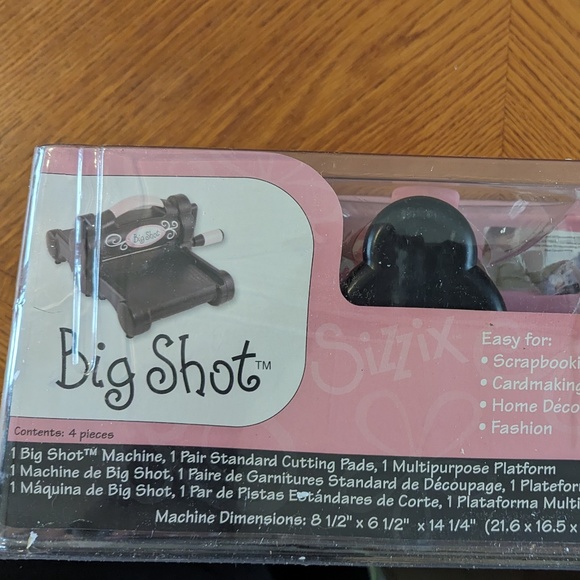 Big Shot
Big Shot™
Sizzix
Easy for:
• Scrapbooki
• Cardmaking
• Home Déco
• Fashion
Contents: 4 pieces
1 Big Shot™ Machine, 1 Pair Standard Cutting Pads, 1 Multipurpose Platform
1 Machine de Big Shot, 1 Paire de Garnitures Standard de Découpage, 1 Platefor
1 Máquina de Big Shot, 1 Par de Pistas Estándares de Corte, 1 Plataforma Multi
Machine Dimensions: 8 1/2" x 6 1/2" x 14 1/4" (21.6 x 16.5 x